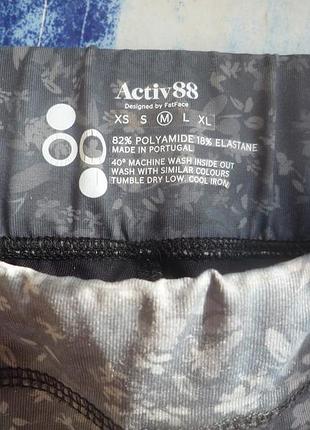 Activ88
Designed by FatFace
XS S M L XL
82% POLYAMIDE 18% ELASTANE
MADE IN PORTUGAL
40° MACHINE WASH INSIDE OUT
WASH WITH SIMILAR COLOURS
TUMBLE DRY LOW. COOL IRON.